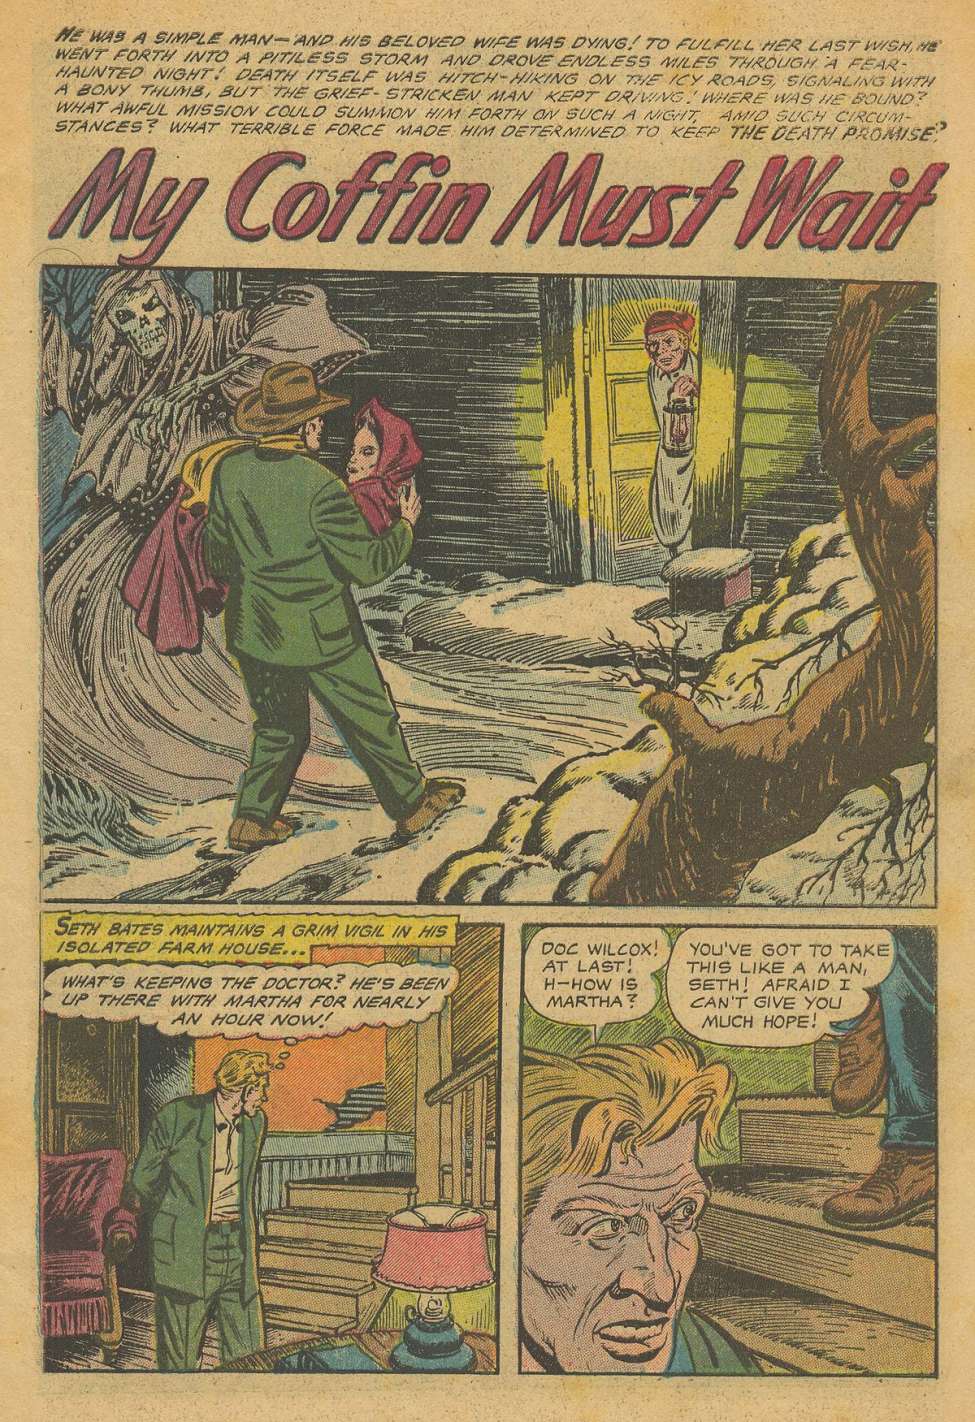 HE WAS A SIMPLE MAN—AND HIS BELOVED WIFE WAS DYING! TO FULFILL HER LAST WISH, HE
WENT FORTH INTO A PITILESS STORM AND DROVE ENDLESS MILES THROUGH A FEAR-
HAUNTED NIGHT! DEATH ITSELF WAS HITCH-HIKING ON THE ICY ROADS, SIGNALING WITH
A BONY THUMB, BUT THE GRIEF-STRICKEN MAN KEPT DRIVING! WHERE WAS HE BOUND?
WHAT AWFUL MISSION COULD SUMMON HIM FORTH ON SUCH A NIGHT, AMID SUCH CIRCUM-
STANCES? WHAT TERRIBLE FORCE MADE HIM DETERMINED TO KEEP THE DEATH PROMISE?
My Coffin Must Wait
SETH BATES MAINTAINS A GRIM VIGIL IN HIS
ISOLATED FARM HOUSE...
WHAT'S KEEPING THE DOCTOR? HE'S BEEN
UP THERE WITH MARTHA FOR NEARLY
AN HOUR NOW!
DOC WILCOX!
AT LAST!
H-HOW IS
MARTHA?
YOU'VE GOT TO TAKE
THIS LIKE A MAN,
SETH! AFRAID I
CAN'T GIVE YOU
MUCH HOPE!